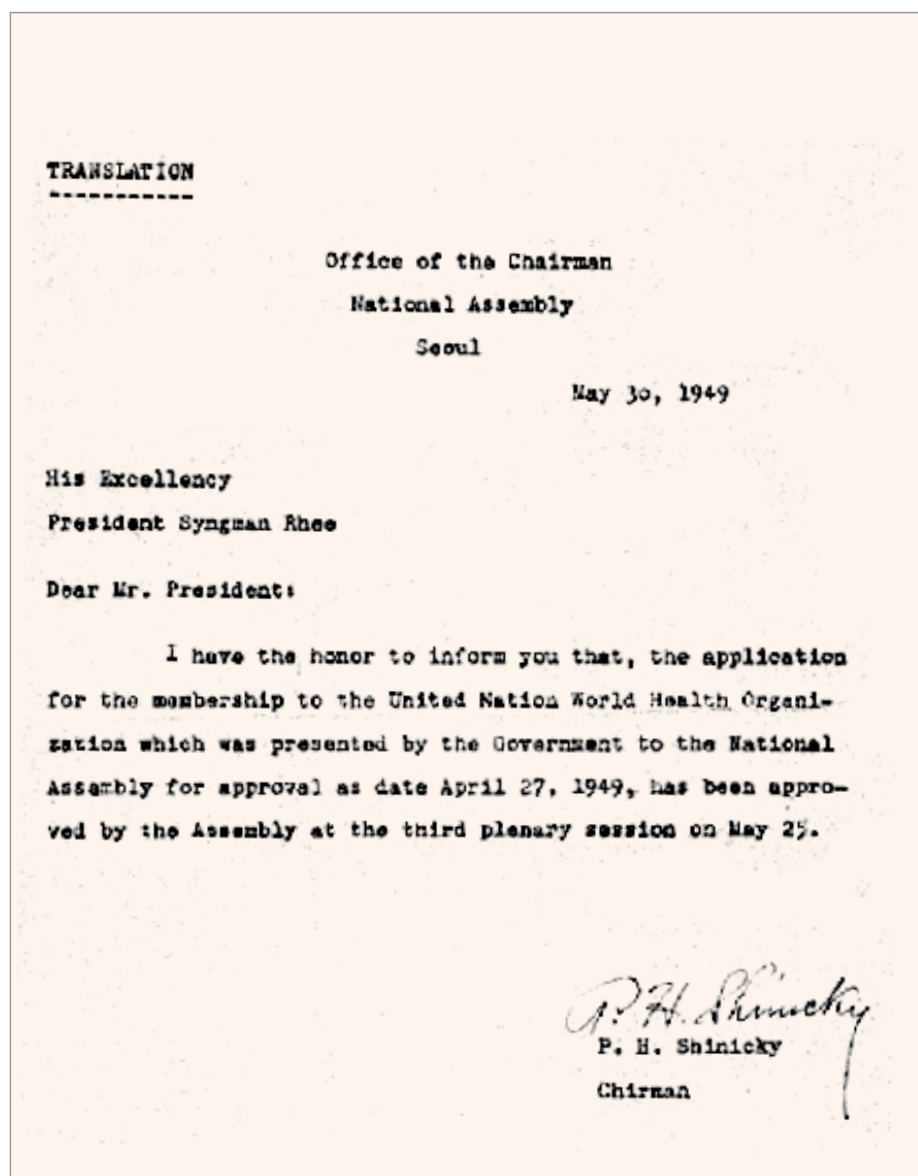 TRANSLATION
-----------
Office of the Chairman
National Assembly
Seoul
May 30, 1949
His Excellency
President Syngman Rhee
Dear Mr. President:
I have the honor to inform you that, the application
for the membership to the United Nation World Health Organi-
zation which was presented by the Government to the National
Assembly for approval as date April 27, 1949, has been appro-
ved by the Assembly at the third plenary session on May 25.
P. H. Shinicky
P. H. Shinicky
Chirman